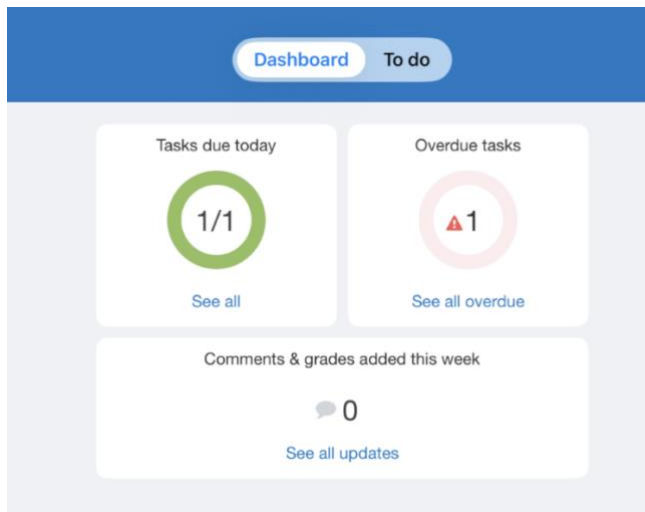 Dashboard To do
Tasks due today
1/1
See all
Overdue tasks
1
See all overdue
Comments & grades added this week
0
See all updates